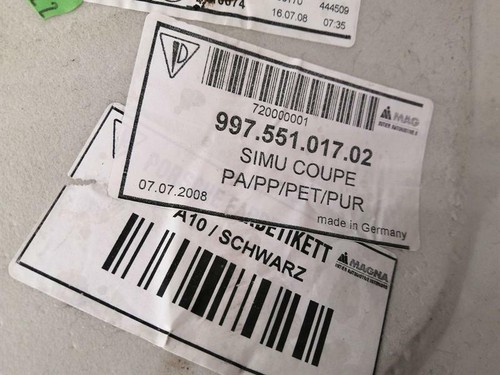 444509
16.07.08 07:35
MAG
720000001
997.551.017.02
SIMU COUPE
PA/PP/PET/PUR
07.07.2008
made in Germany
A10 / SCHWARZ
MAGNA